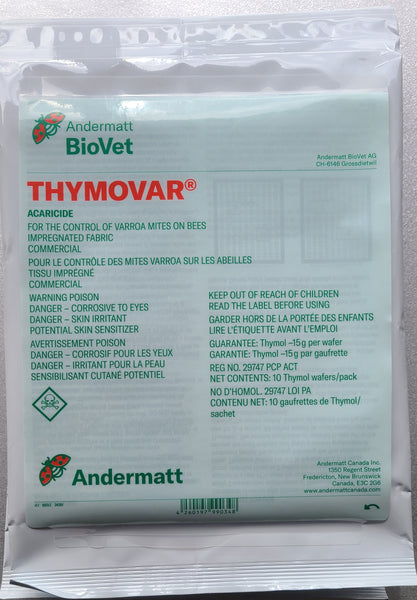 Andermatt
BioVet
Andermatt BioVet AG
CH-6146 Grossdietwil
THYMOVAR®
ACARICIDE
FOR THE CONTROL OF VARROA MITES ON BEES
IMPREGNATED FABRIC
COMMERCIAL
POUR LE CONTRÔLE DES MITES VARROA SUR LES ABEILLES
TISSU IMPRÉGNÉ
COMMERCIAL
WARNING POISON
DANGER – CORROSIVE TO EYES
DANGER – SKIN IRRITANT
POTENTIAL SKIN SENSITIZER
AVERTISSEMENT POISON
DANGER – CORROSIF POUR LES YEUX
DANGER – IRRITANT POUR LA PEAU
SENSIBILISANT CUTANÉ POTENTIEL
KEEP OUT OF REACH OF CHILDREN
READ THE LABEL BEFORE USING
GARDER HORS DE LA PORTÉE DES ENFANTS
LIRE L'ÉTIQUETTE AVANT L'EMPLOI
GUARANTEE: Thymol –15g per wafer
GARANTIE: Thymol –15g par gaufrette
REG NO. 29747 PCP ACT
NET CONTENTS: 10 Thymol wafers/pack
NO D'HOMOL. 29747 LOI PA
CONTENU NET: 10 gaufrettes de Thymol/
sachet
Andermatt
Andermatt Canada Inc.
1350 Regent Street
Fredericton, New Brunswick
Canada, E3C 2G6
www.andermattcanada.com
4 260197 990348